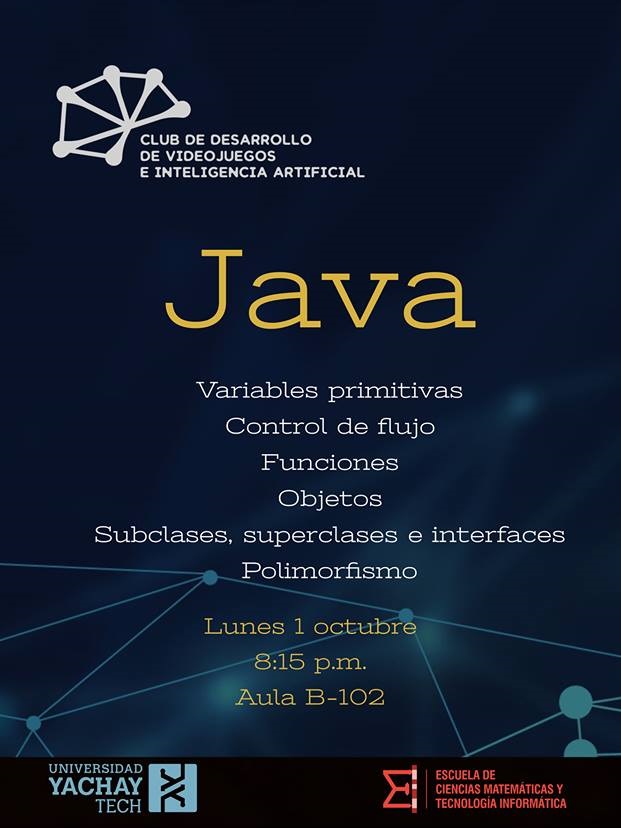 CLUB DE DESARROLLO
DE VIDEOJUEGOS
E INTELIGENCIA ARTIFICIAL
Java
Variables primitivas
Control de flujo
Funciones
Objetos
Subclases, superclases e interfaces
Polimorfismo
Lunes 1 octubre
8:15 p.m.
Aula B-102
UNIVERSIDAD
YACHAY
TECH
ESCUELA DE
CIENCIAS MATEMÁTICAS Y
TECNOLOGÍA INFORMÁTICA